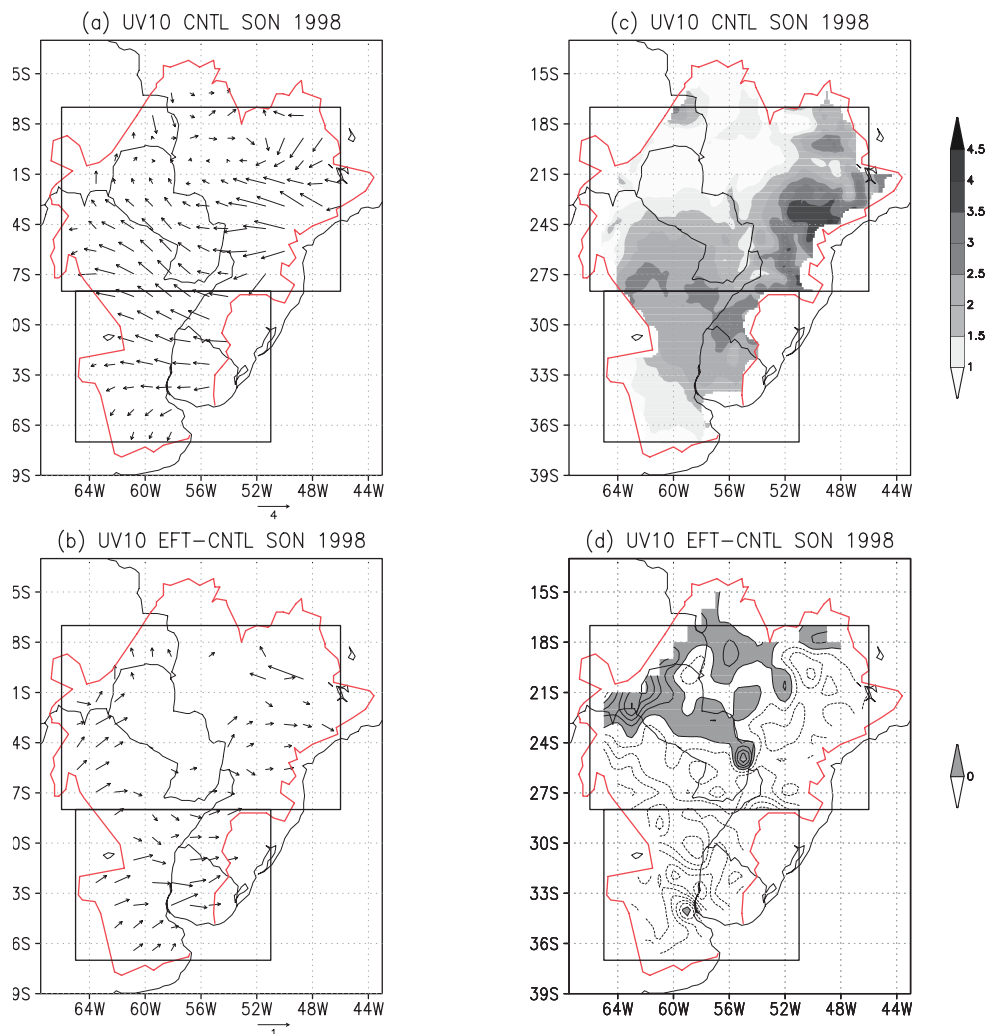 (a) UV10 CNTL SON 1998
5S
8S
1S
4S
7S
0S
3S
6S
9S
64W 60W 56W 52W 48W 44W
4
(c) UV10 CNTL SON 1998
15S
18S
21S
24S
27S
30S
33S
36S
39S
64W 60W 56W 52W 48W 44W
4.5
4
3.5
3
2.5
2
1.5
1
(b) UV10 EFT-CNTL SON 1998
5S
8S
1S
4S
7S
0S
3S
6S
9S
64W 60W 56W 52W 48W 44W
1
(d) UV10 EFT-CNTL SON 1998
15S
18S
21S
24S
27S
30S
33S
36S
39S
64W 60W 56W 52W 48W 44W
0